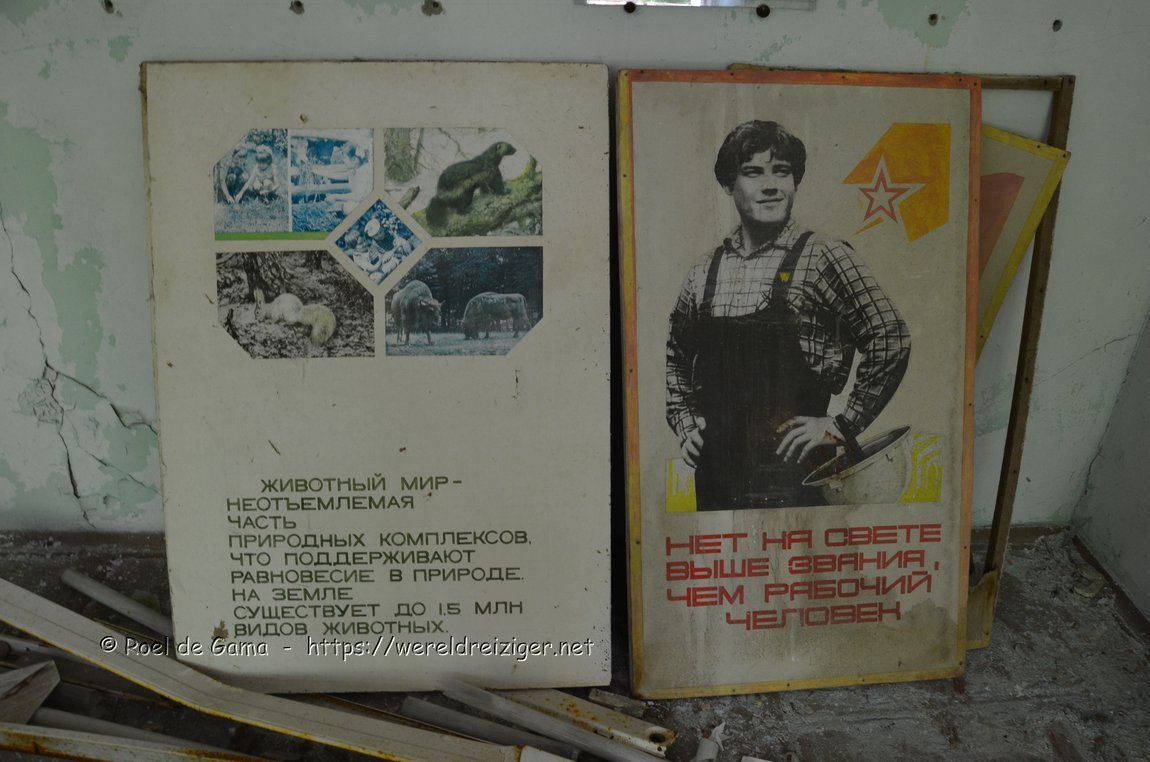 ЖИВОТНЫЙ МИР-
НЕОТЪЕМЛЕМАЯ
ЧАСТЬ
ПРИРОДНЫХ КОМПЛЕКСОВ,
ЧТО ПОДДЕРЖИВАЮТ
РАВНОВЕСИЕ В ПРИРОДЕ.
НА ЗЕМЛЕ
СУЩЕСТВУЕТ ДО 1.5 МЛН
ВИДОВ ЖИВОТНЫХ.
НЕТ НА СВЕТЕ
ВЫШЕ ЗВАНИЯ,
ЧЕМ РАБОЧИЙ
ЧЕЛОВЕК
© Roel de Gama - https://wereldreiziger.net